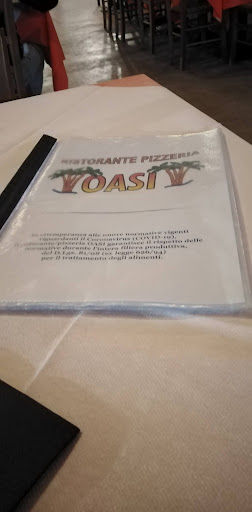 RISTORANTE PIZZERIA
OASI
In ottemperanza alle nuove normative vigenti
riguardanti il Coronavirus (COVID-19),
il ristorante/pizzeria OASI garantisce il rispetto delle
normative durante l'intera filiera produttiva,
del D.Lgs. 81/08 (ex legge 626/94)
per il trattamento degli alimenti.